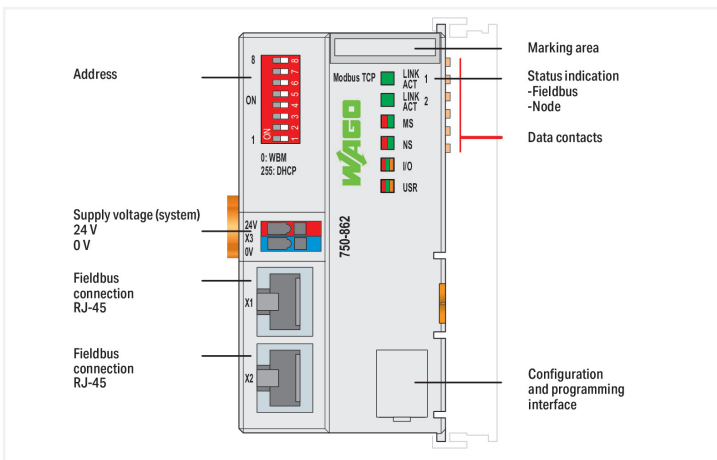 Address
8
ON
1
8
7
6
5
4
3
2
1
ON
0: WBM
255: DHCP
Supply voltage (system)
24 V
0 V
24V
X3
0V
Fieldbus
connection
RJ-45
X1
Fieldbus
connection
RJ-45
X2
Modbus TCP
LINK
ACT 1
LINK
ACT 2
MS
NS
I/O
USR
WAGO
750-862
Marking area
Status indication
-Fieldbus
-Node
Data contacts
Configuration
and programming
interface